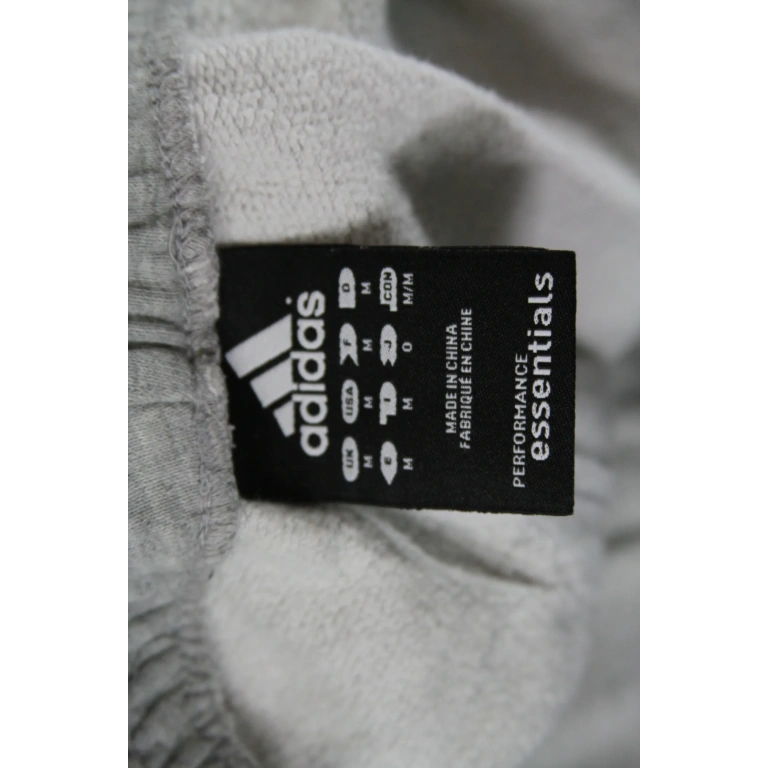 adidas
UK USA F D
M M M M
E I J CON
M M O M/M
MADE IN CHINA
FABRIQUÉ EN CHINE
PERFORMANCE
essentials